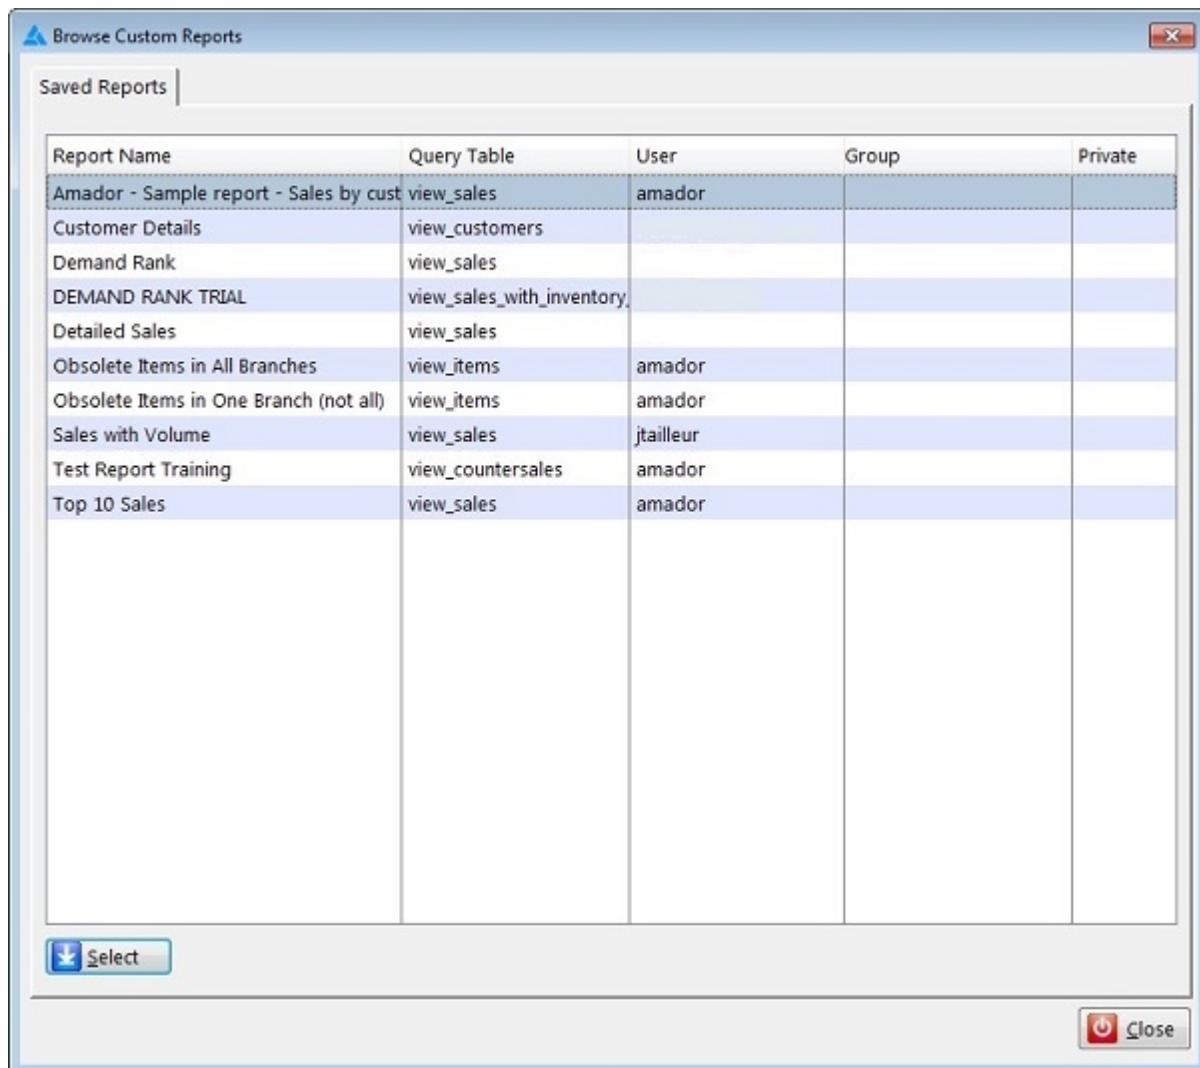 Browse Custom Reports
Saved Reports
Report Name Query Table User Group Private
Amador - Sample report - Sales by cust view_sales amador
Customer Details view_customers
Demand Rank view_sales
DEMAND RANK TRIAL view_sales_with_inventory_
Detailed Sales view_sales
Obsolete Items in All Branches view_items amador
Obsolete Items in One Branch (not all) view_items amador
Sales with Volume view_sales jtailleur
Test Report Training view_countersales amador
Top 10 Sales view_sales amador
Select
Close